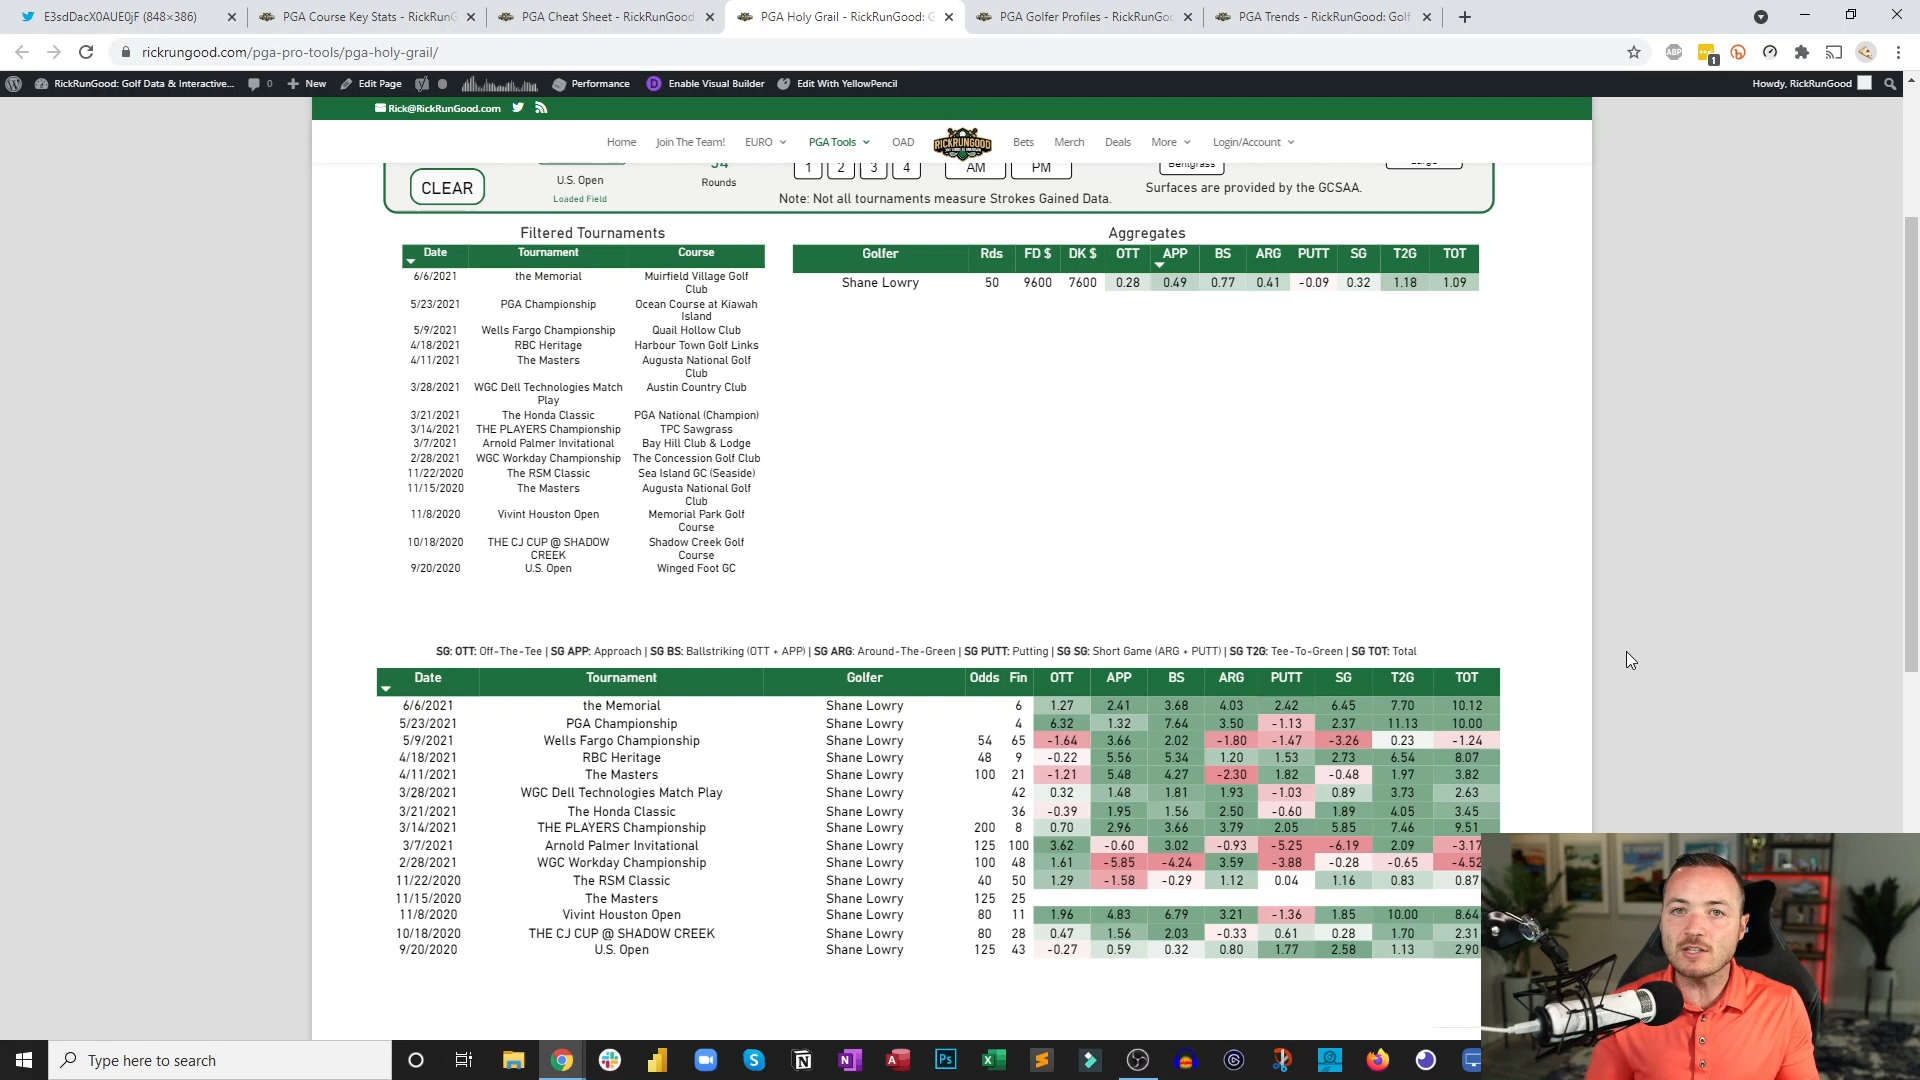 E3sdDacX0AUE0jF (848×386)
PGA Course Key Stats - RickRunG
PGA Cheat Sheet - RickRunGood
PGA Holy Grail - RickRunGood: G
PGA Golfer Profiles - RickRunGo
PGA Trends - RickRunGood: Golf
rickrungood.com/pga-pro-tools/pga-holy-grail/
RickRunGood: Golf Data & Interactive... 0 New Edit Page Performance Enable Visual Builder Edit With YellowPencil Howdy, RickRunGood
Rick@RickRunGood.com
Home Join The Team! EURO PGA Tools OAD RICKRUNGOOD Bets Merch Deals More Login/Account
CLEAR
U.S. Open
Loaded Field
54
Rounds
1 2 3 4 AM PM
Note: Not all tournaments measure Strokes Gained Data.
Bentgrass
Surfaces are provided by the GCSAA.
Large
Filtered Tournaments
Date Tournament Course
6/6/2021 the Memorial Muirfield Village Golf
Club
5/23/2021 PGA Championship Ocean Course at Kiawah
Island
5/9/2021 Wells Fargo Championship Quail Hollow Club
4/18/2021 RBC Heritage Harbour Town Golf Links
4/11/2021 The Masters Augusta National Golf
Club
3/28/2021 WGC Dell Technologies Match Austin Country Club
Play
3/21/2021 The Honda Classic PGA National (Champion)
3/14/2021 THE PLAYERS Championship TPC Sawgrass
3/7/2021 Arnold Palmer Invitational Bay Hill Club & Lodge
2/28/2021 WGC Workday Championship The Concession Golf Club
11/22/2020 The RSM Classic Sea Island GC (Seaside)
11/15/2020 The Masters Augusta National Golf
Club
11/8/2020 Vivint Houston Open Memorial Park Golf
Course
10/18/2020 THE CJ CUP @ SHADOW Shadow Creek Golf
CREEK Course
9/20/2020 U.S. Open Winged Foot GC
Aggregates
Golfer Rds FD $ DK $ OTT APP BS ARG PUTT SG T2G TOT
Shane Lowry 50 9600 7600 0.28 0.49 0.77 0.41 -0.09 0.32 1.18 1.09
SG: OTT: Off-The-Tee | SG APP: Approach | SG BS: Ballstriking (OTT + APP) | SG ARG: Around-The-Green | SG PUTT: Putting | SG SG: Short Game (ARG + PUTT) | SG T2G: Tee-To-Green | SG TOT: Total
Date Tournament Golfer Odds Fin OTT APP BS ARG PUTT SG T2G TOT
6/6/2021 the Memorial Shane Lowry 6 1.27 2.41 3.68 4.03 2.42 6.45 7.70 10.12
5/23/2021 PGA Championship Shane Lowry 4 6.32 1.32 7.64 3.50 -1.13 2.37 11.13 10.00
5/9/2021 Wells Fargo Championship Shane Lowry 54 65 -1.64 3.66 2.02 -1.80 -1.47 -3.26 0.23 -1.24
4/18/2021 RBC Heritage Shane Lowry 48 9 -0.22 5.56 5.34 1.20 1.53 2.73 6.54 8.07
4/11/2021 The Masters Shane Lowry 100 21 -1.21 5.48 4.27 -2.30 1.82 -0.48 1.97 3.82
3/28/2021 WGC Dell Technologies Match Play Shane Lowry 42 0.32 1.48 1.81 1.93 -1.03 0.89 3.73 2.63
3/21/2021 The Honda Classic Shane Lowry 36 -0.39 1.95 1.56 2.50 -0.60 1.89 4.05 3.45
3/14/2021 THE PLAYERS Championship Shane Lowry 200 8 0.70 2.96 3.66 3.79 2.05 5.85 7.46 9.51
3/7/2021 Arnold Palmer Invitational Shane Lowry 125 100 3.62 -0.60 3.02 -0.93 -5.25 -6.19 2.09 -3.17
2/28/2021 WGC Workday Championship Shane Lowry 100 48 1.61 -5.85 -4.24 3.59 -3.88 -0.28 -0.65 -4.52
11/22/2020 The RSM Classic Shane Lowry 40 50 1.29 -1.58 -0.29 1.12 0.04 1.16 0.83 0.87
11/15/2020 The Masters Shane Lowry 125 25
11/8/2020 Vivint Houston Open Shane Lowry 80 11 1.96 4.83 6.79 3.21 -1.36 1.85 10.00 8.64
10/18/2020 THE CJ CUP @ SHADOW CREEK Shane Lowry 80 28 0.47 1.56 2.03 -0.33 0.61 0.28 1.70 2.31
9/20/2020 U.S. Open Shane Lowry 125 43 -0.27 0.59 0.32 0.80 1.77 2.58 1.13 2.90
Type here to search